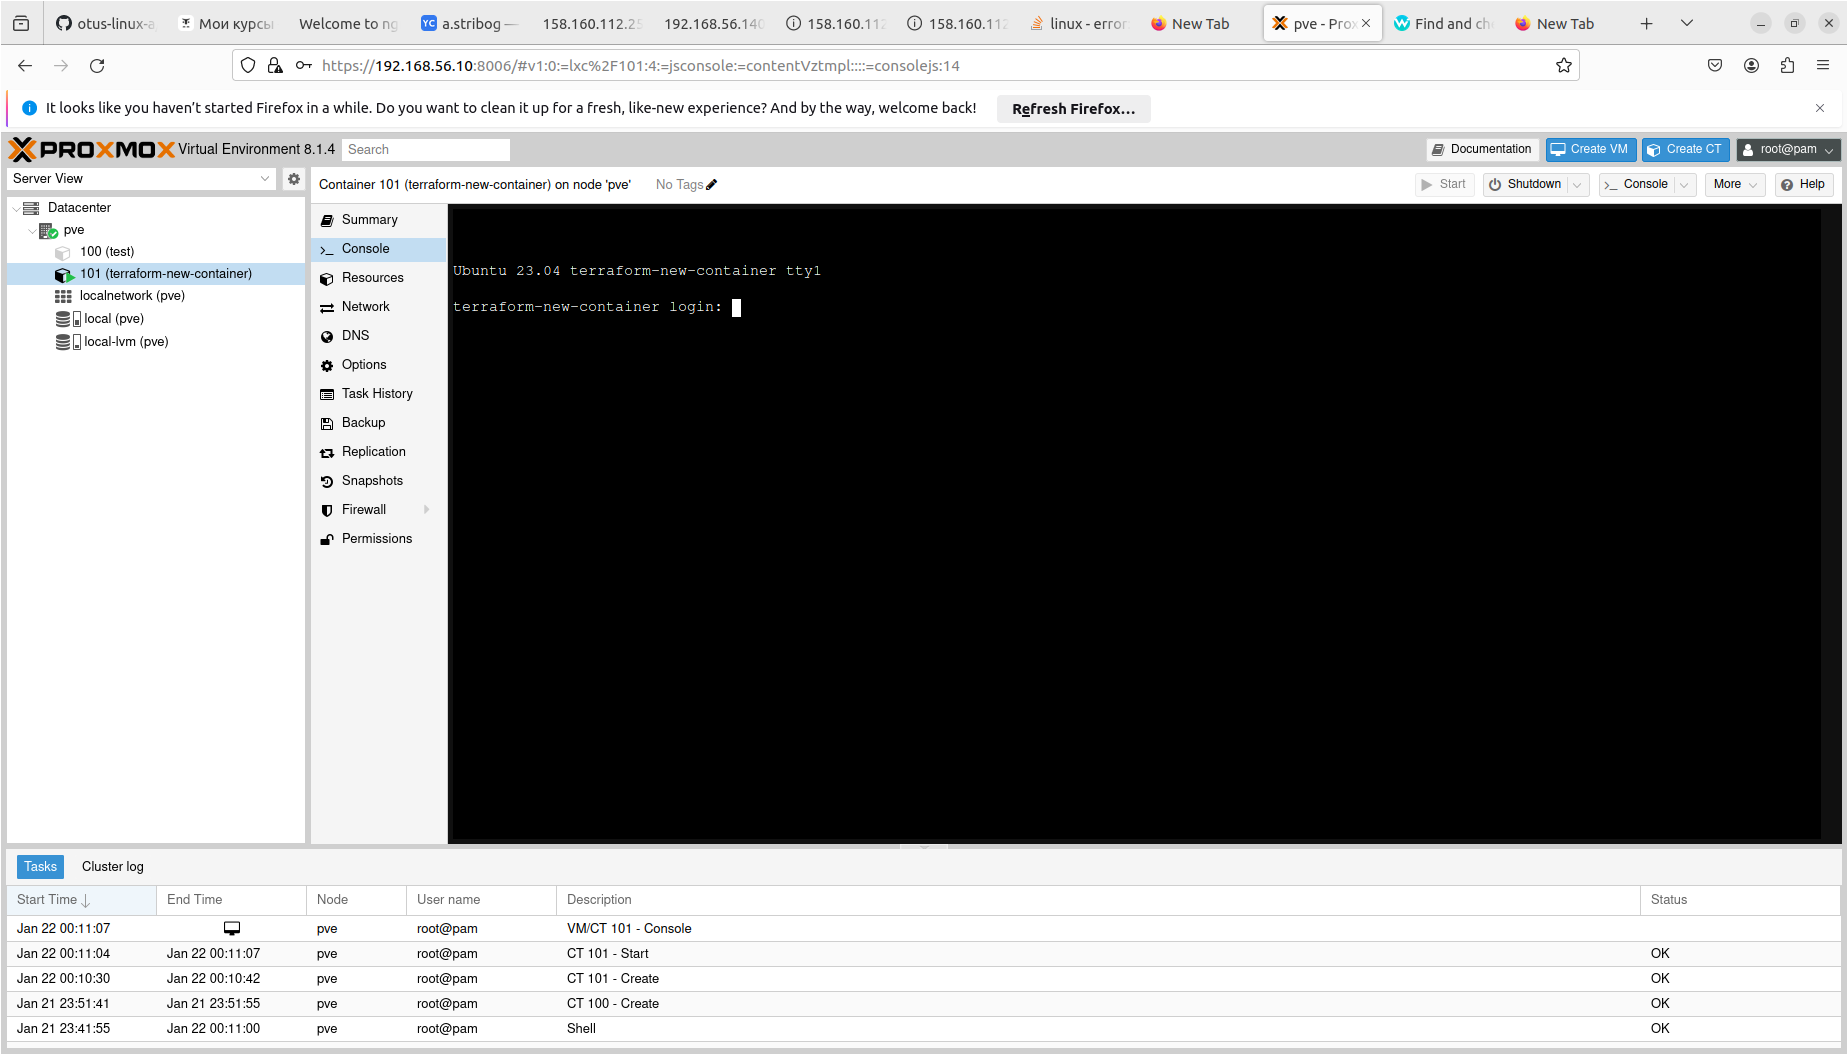 otus-linux-a
Мои курсы
Welcome to ng
YC a.stribog —
158.160.112.25
192.168.56.140
158.160.112
158.160.112
linux - error
New Tab
pve - Prox
Find and che
New Tab
https://192.168.56.10:8006/#v1:0:=lxc%2F101:4:=jsconsole:=contentVztmpl::::=consolejs:14
It looks like you haven’t started Firefox in a while. Do you want to clean it up for a fresh, like-new experience? And by the way, welcome back! Refresh Firefox...
PROXMOX Virtual Environment 8.1.4 Search Documentation Create VM Create CT root@pam
Server View
Container 101 (terraform-new-container) on node 'pve' No Tags Start Shutdown Console More Help
Datacenter
pve
100 (test)
101 (terraform-new-container)
localnetwork (pve)
local (pve)
local-lvm (pve)
Summary
Console
Resources
Network
DNS
Options
Task History
Backup
Replication
Snapshots
Firewall
Permissions
Ubuntu 23.04 terraform-new-container tty1
terraform-new-container login:
Tasks Cluster log
Start Time End Time Node User name Description Status
Jan 22 00:11:07 pve root@pam VM/CT 101 - Console
Jan 22 00:11:04 Jan 22 00:11:07 pve root@pam CT 101 - Start OK
Jan 22 00:10:30 Jan 22 00:10:42 pve root@pam CT 101 - Create OK
Jan 21 23:51:41 Jan 21 23:51:55 pve root@pam CT 100 - Create OK
Jan 21 23:41:55 Jan 22 00:11:00 pve root@pam Shell OK